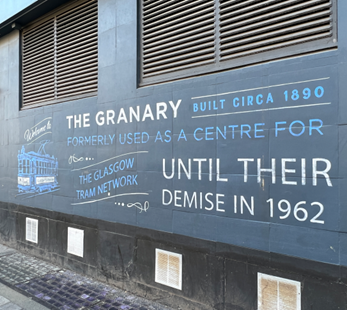 Welcome to
THE GRANARY
BUILT CIRCA 1890
FORMERLY USED AS A CENTRE FOR
THE GLASGOW
TRAM NETWORK
UNTIL THEIR
DEMISE IN 1962